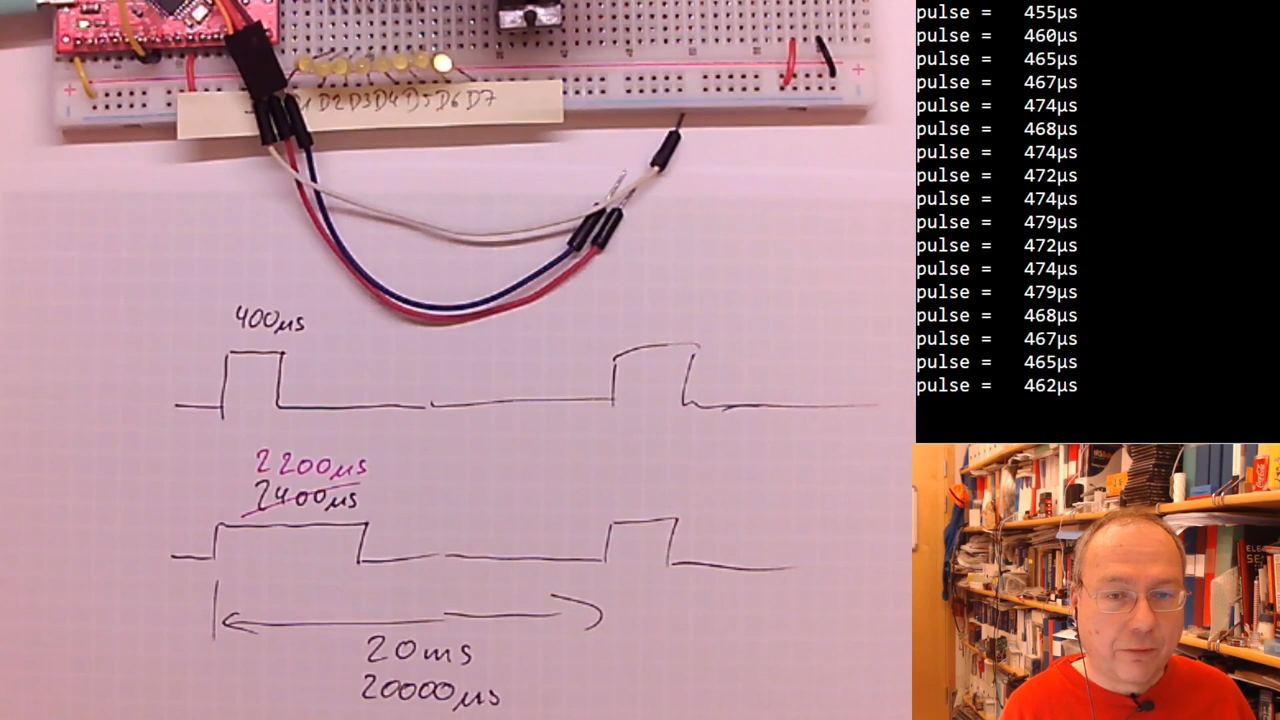 1 D2 D3 D4 D5 D6 D7
400µs
2200µs
2400µs
20ms
20000µs
pulse =   455µs
pulse =   460µs
pulse =   465µs
pulse =   467µs
pulse =   474µs
pulse =   468µs
pulse =   474µs
pulse =   472µs
pulse =   474µs
pulse =   479µs
pulse =   472µs
pulse =   474µs
pulse =   479µs
pulse =   468µs
pulse =   467µs
pulse =   465µs
pulse =   462µs